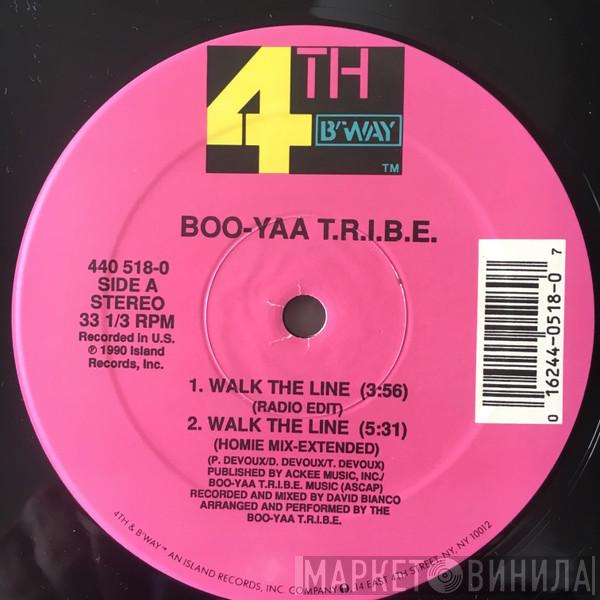 4TH
B'WAY
TM
BOO-YAA T.R.I.B.E.
440 518-0
SIDE A
STEREO
33 1/3 RPM
Recorded in U.S.
℗ 1990 Island
Records, Inc.
0 16244-0518-0 7
1. WALK THE LINE (3:56)
(RADIO EDIT)
2. WALK THE LINE (5:31)
(HOMIE MIX-EXTENDED)
(P. DEVOUX/D. DEVOUX/T. DEVOUX)
PUBLISHED BY ACKEE MUSIC, INC./
BOO-YAA T.R.I.B.E. MUSIC (ASCAP)
RECORDED AND MIXED BY DAVID BIANCO
ARRANGED AND PERFORMED BY THE
BOO-YAA T.R.I.B.E.
4TH & B'WAY™ AN ISLAND RECORDS, INC. COMPANY 14 EAST 4TH STREET, NY, NY 10012
МАРКЕТ ВИНИЛА